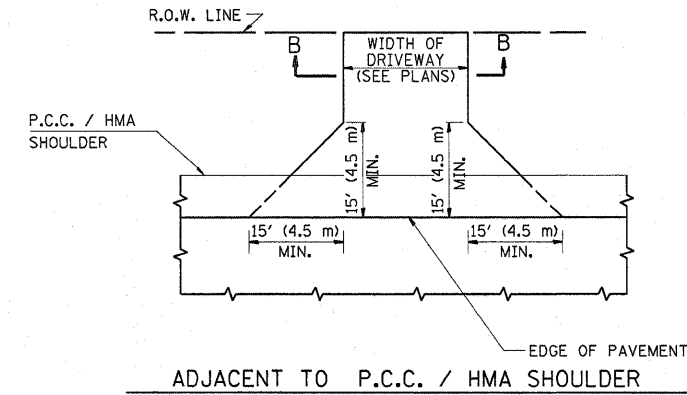 R.O.W. LINE
B
WIDTH OF
DRIVEWAY
(SEE PLANS)
B
P.C.C. / HMA
SHOULDER
15' (4.5 m)
MIN.
15' (4.5 m)
MIN.
15' (4.5 m)
MIN.
15' (4.5 m)
MIN.
EDGE OF PAVEMENT
ADJACENT TO P.C.C. / HMA SHOULDER